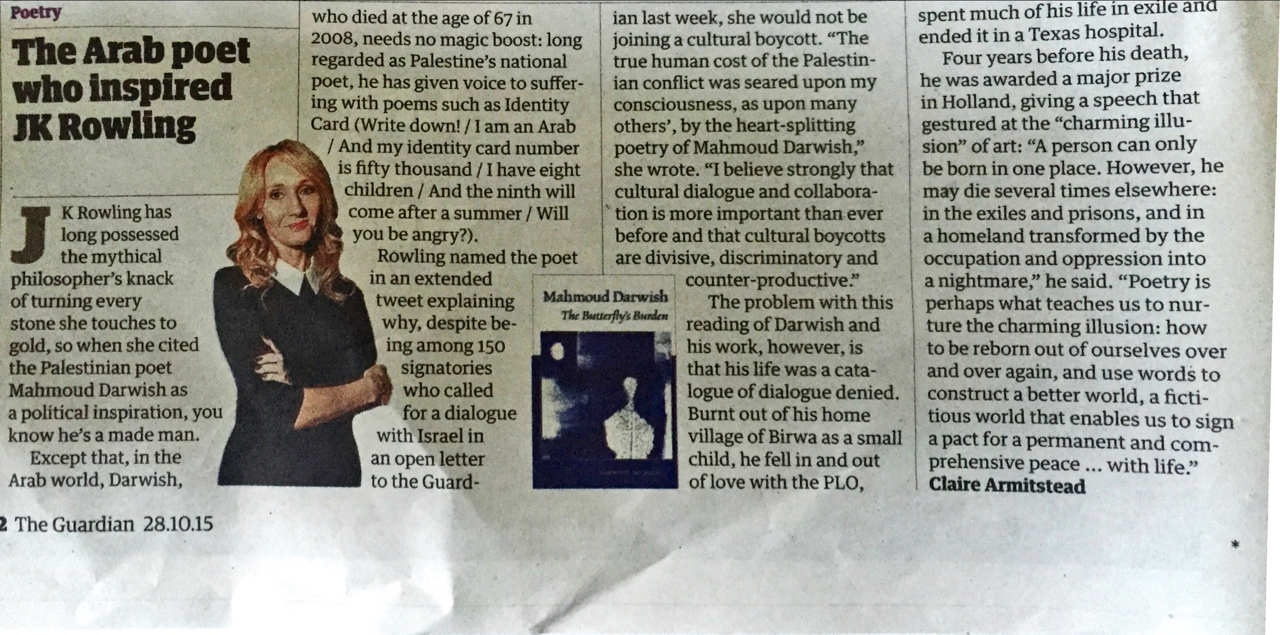 Poetry
The Arab poet
who inspired
JK Rowling
JK Rowling has
long possessed
the mythical
philosopher's knack
of turning every
stone she touches to
gold, so when she cited
the Palestinian poet
Mahmoud Darwish as
a political inspiration, you
know he's a made man.
Except that, in the
Arab world, Darwish,
who died at the age of 67 in
2008, needs no magic boost: long
regarded as Palestine's national
poet, he has given voice to suffer-
ing with poems such as Identity
Card (Write down! / I am an Arab
/ And my identity card number
is fifty thousand / I have eight
children / And the ninth will
come after a summer / Will
you be angry?).
Rowling named the poet
in an extended
tweet explaining
why, despite be-
ing among 150
signatories
who called
for a dialogue
with Israel in
an open letter
to the Guard-
ian last week, she would not be
joining a cultural boycott. “The
true human cost of the Palestin-
ian conflict was seared upon my
consciousness, as upon many
others’, by the heart-splitting
poetry of Mahmoud Darwish,”
she wrote. “I believe strongly that
cultural dialogue and collabora-
tion is more important than ever
before and that cultural boycotts
are divisive, discriminatory and
counter-productive.”
The problem with this
reading of Darwish and
his work, however, is
that his life was a cata-
logue of dialogue denied.
Burnt out of his home
village of Birwa as a small
child, he fell in and out
of love with the PLO,
Mahmoud Darwish
The Butterfly's Burden
spent much of his life in exile and
ended it in a Texas hospital.
Four years before his death,
he was awarded a major prize
in Holland, giving a speech that
gestured at the “charming illu-
sion” of art: “A person can only
be born in one place. However, he
may die several times elsewhere:
in the exiles and prisons, and in
a homeland transformed by the
occupation and oppression into
a nightmare,” he said. “Poetry is
perhaps what teaches us to nur-
ture the charming illusion: how
to be reborn out of ourselves over
and over again, and use words to
construct a better world, a ficti-
tious world that enables us to sign
a pact for a permanent and com-
prehensive peace ... with life.”
Claire Armitstead
2 The Guardian 28.10.15
*